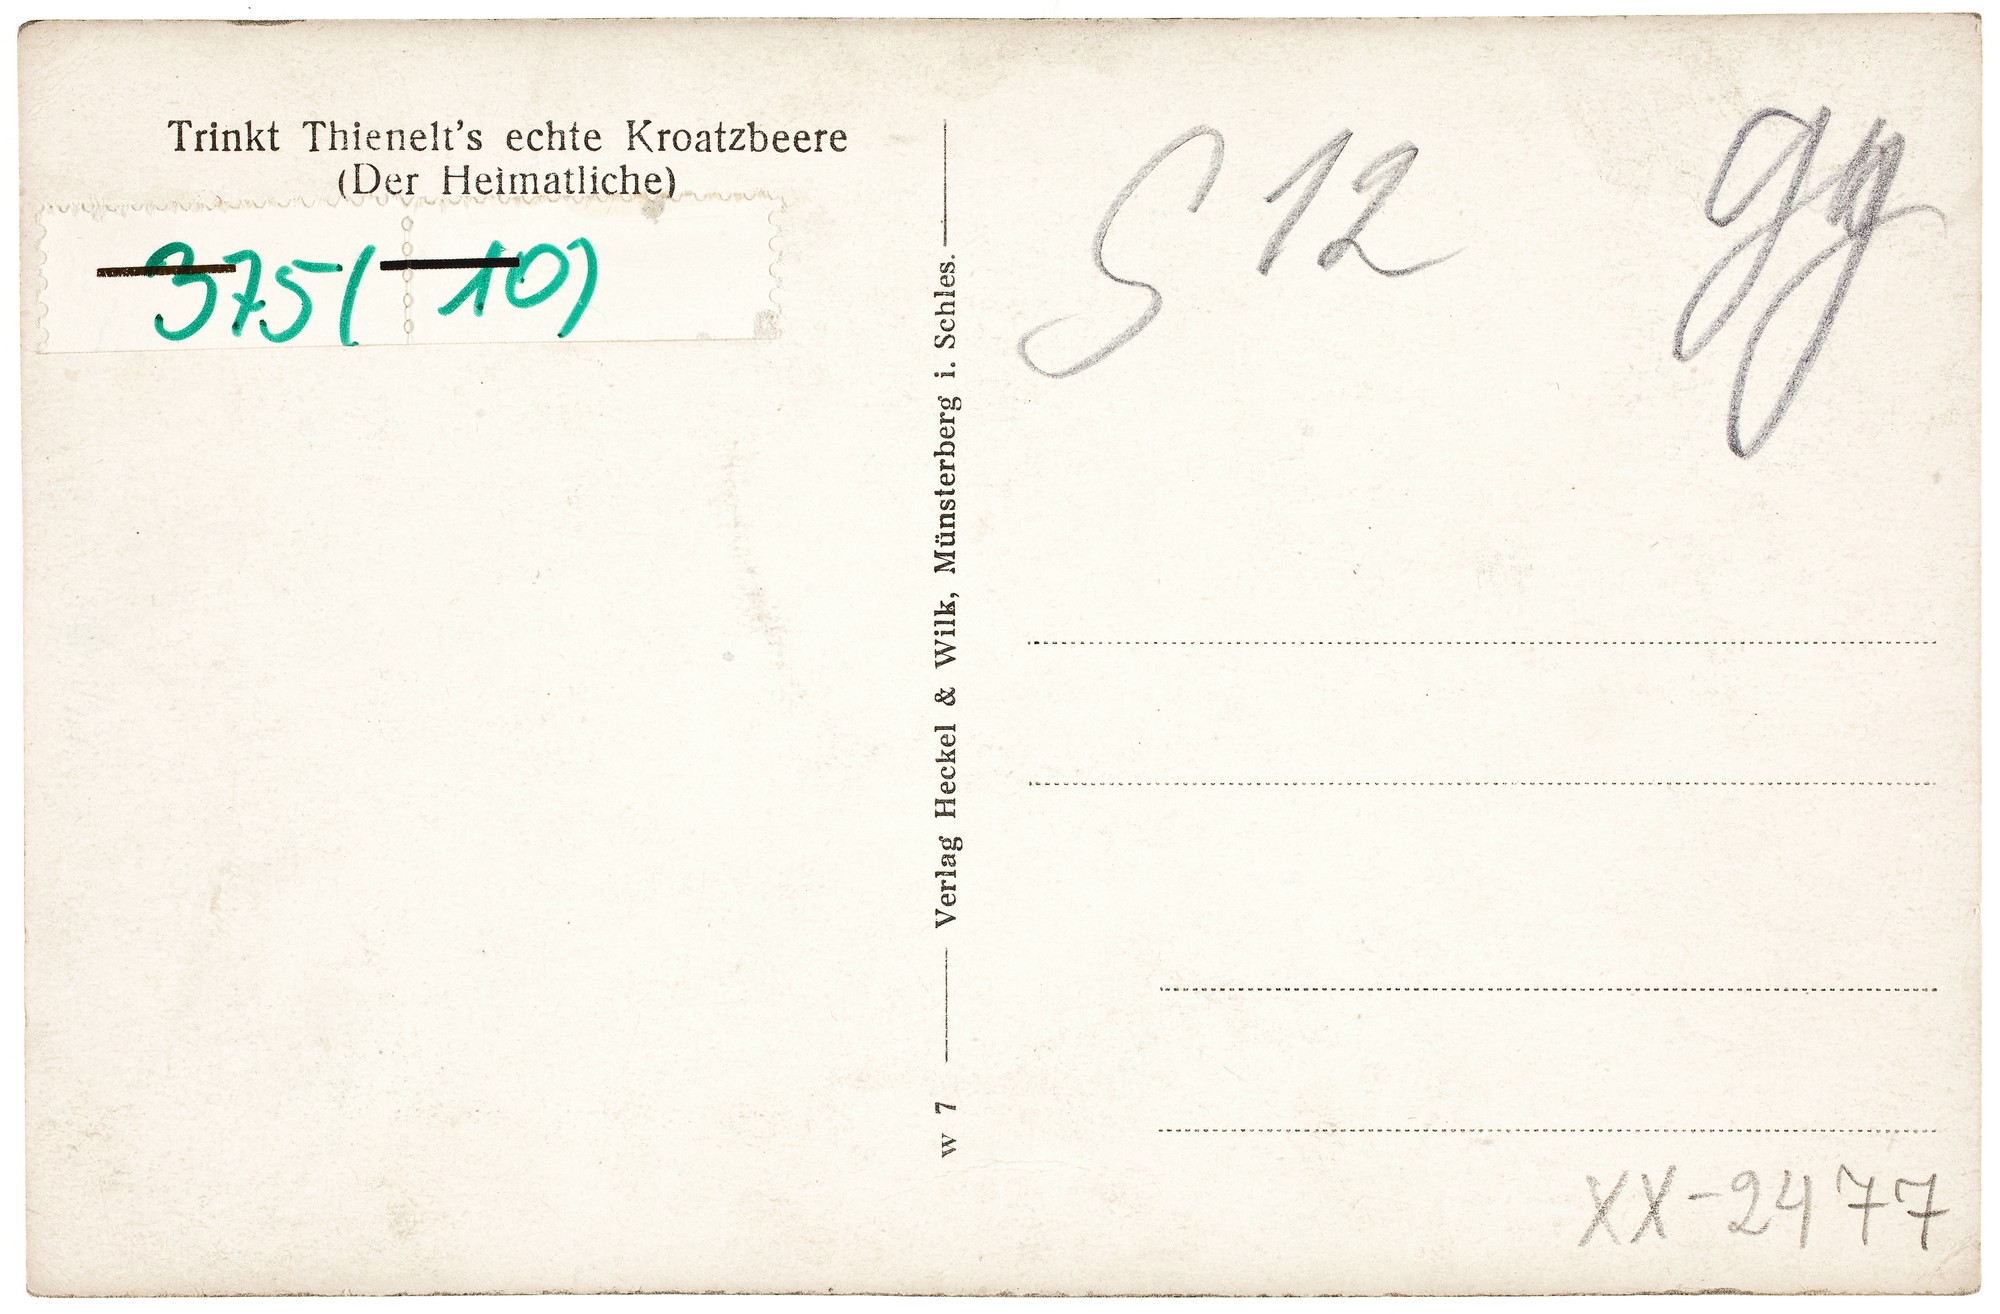 Trinkt Thienelt's echte Kroatzbeere
(Der Heimatliche)
375(10)
w 7 Verlag Heckel & Wilk, Münsterberg i. Schles.
S 12
XX-2477